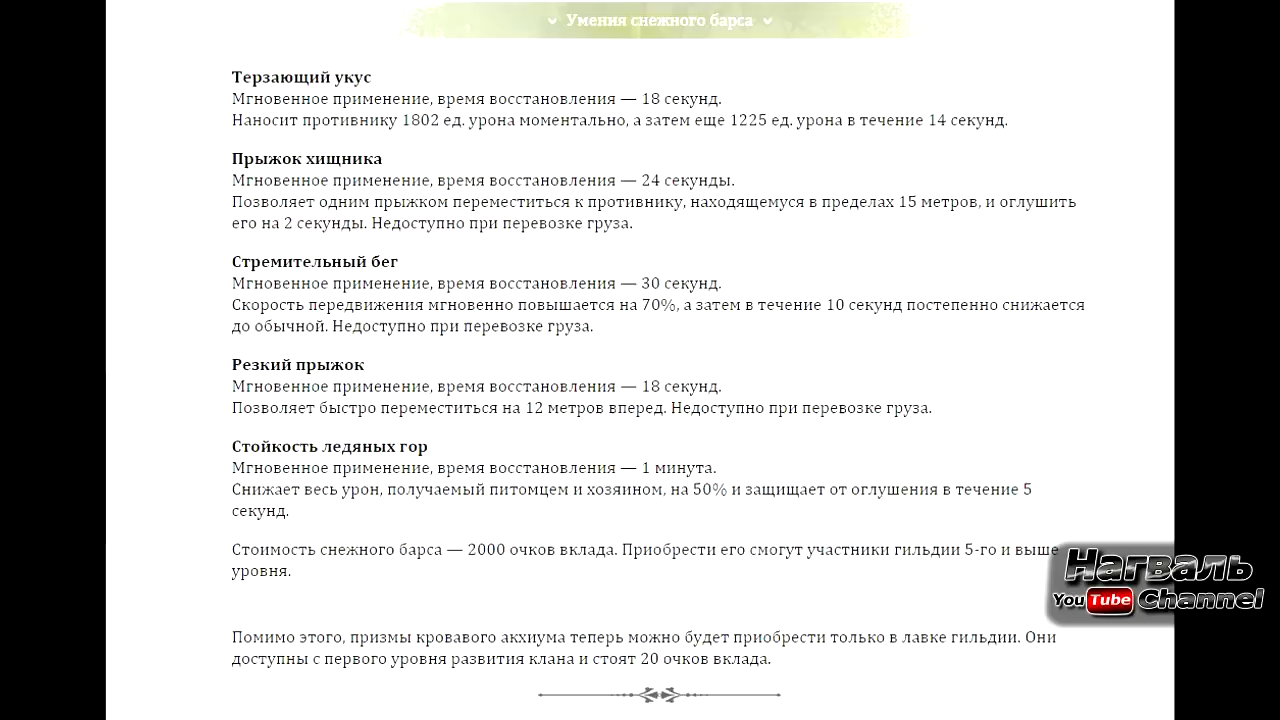 Умения снежного барса
Терзающий укус
Мгновенное применение, время восстановления — 18 секунд.
Наносит противнику 1802 ед. урона моментально, а затем еще 1225 ед. урона в течение 14 секунд.
Прыжок хищника
Мгновенное применение, время восстановления — 24 секунды.
Позволяет одним прыжком переместиться к противнику, находящемуся в пределах 15 метров, и оглушить
его на 2 секунды. Недоступно при перевозке груза.
Стремительный бег
Мгновенное применение, время восстановления — 30 секунд.
Скорость передвижения мгновенно повышается на 70%, а затем в течение 10 секунд постепенно снижается
до обычной. Недоступно при перевозке груза.
Резкий прыжок
Мгновенное применение, время восстановления — 18 секунд.
Позволяет быстро переместиться на 12 метров вперед. Недоступно при перевозке груза.
Стойкость ледяных гор
Мгновенное применение, время восстановления — 1 минута.
Снижает весь урон, получаемый питомцем и хозяином, на 50% и защищает от оглушения в течение 5
секунд.
Стоимость снежного барса — 2000 очков вклада. Приобрести его смогут участники гильдии 5-го и выше
уровня.
Нагваль
YouTube Channel
Помимо этого, призмы кровавого акхиума теперь можно будет приобрести только в лавке гильдии. Они
доступны с первого уровня развития клана и стоят 20 очков вклада.